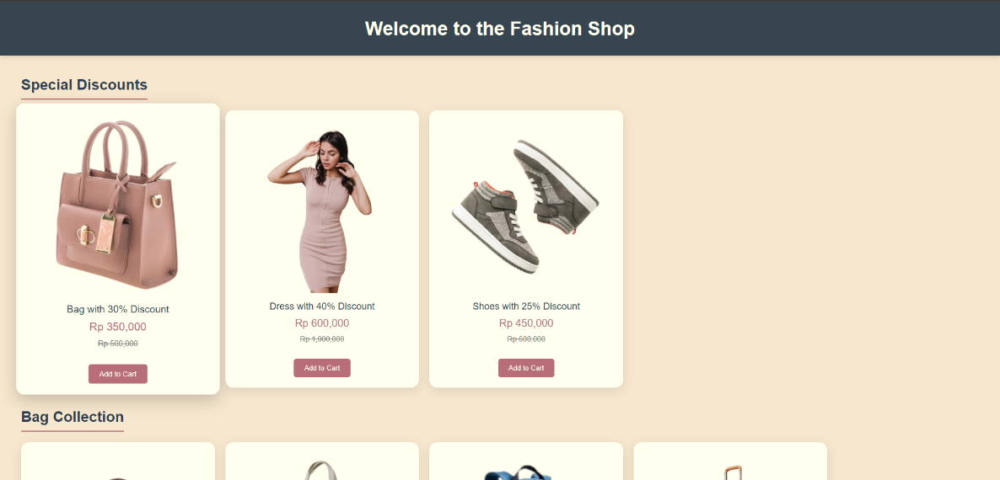 Welcome to the Fashion Shop
Special Discounts
Bag with 30% Discount
Rp 350,000
Rp 500,000
Add to Cart
Dress with 40% Discount
Rp 600,000
Rp 1,000,000
Add to Cart
Shoes with 25% Discount
Rp 450,000
Rp 600,000
Add to Cart
Bag Collection